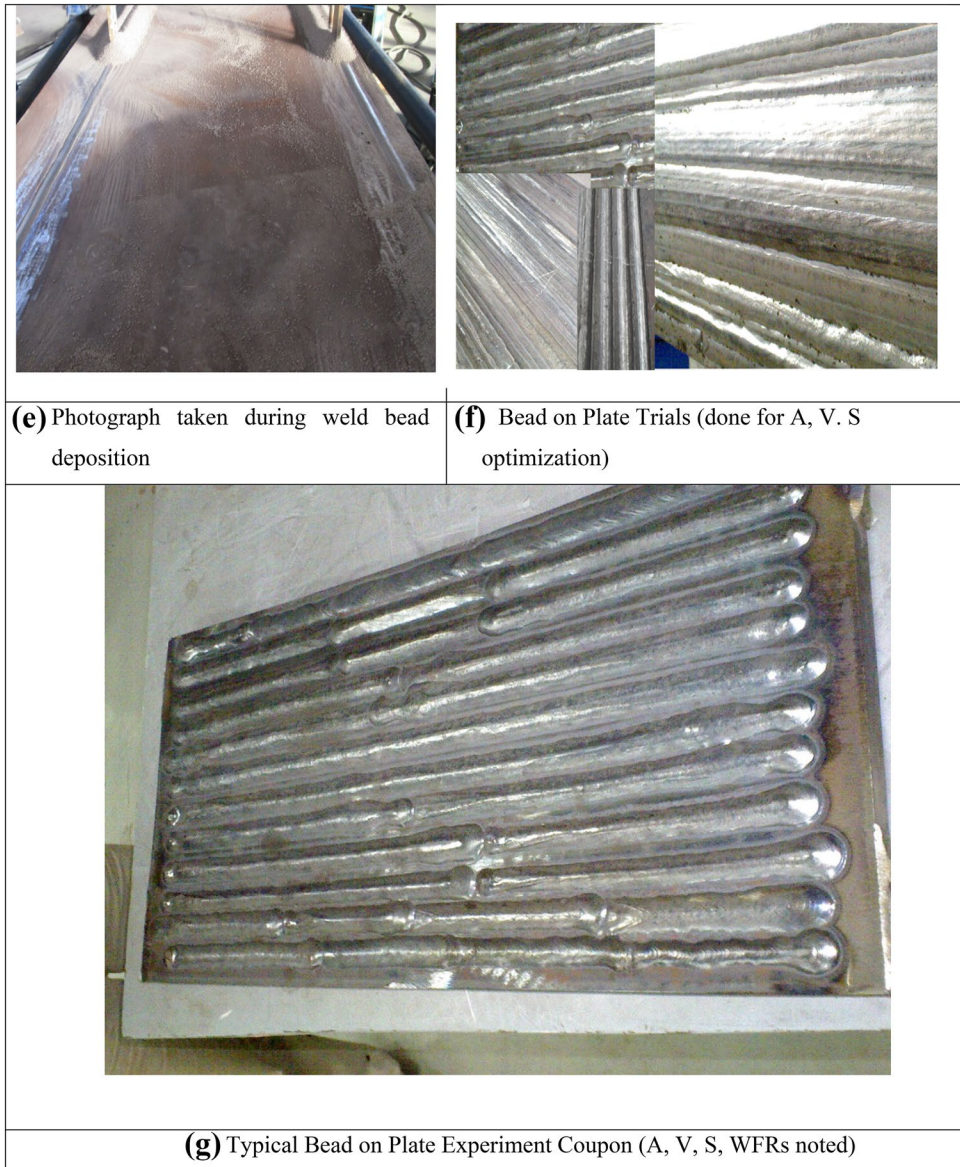 (e) Photograph taken during weld bead
deposition
(f) Bead on Plate Trials (done for A, V. S
optimization)
(g) Typical Bead on Plate Experiment Coupon (A, V, S, WFRs noted)